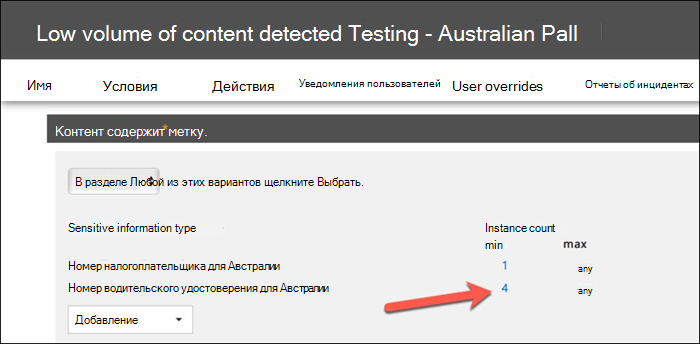 Low volume of content detected Testing - Australian Pall
Имя Условия Действия Уведомления пользователей User overrides Отчеты об инцидентах
Контент содержит метку.
В разделе Любой из этих вариантов щелкните Выбрать.
Sensitive information type Instance count
min max
Номер налогоплательщика для Австралии 1 any
Номер водительского удостоверения для Австралии 4 any
Добавление